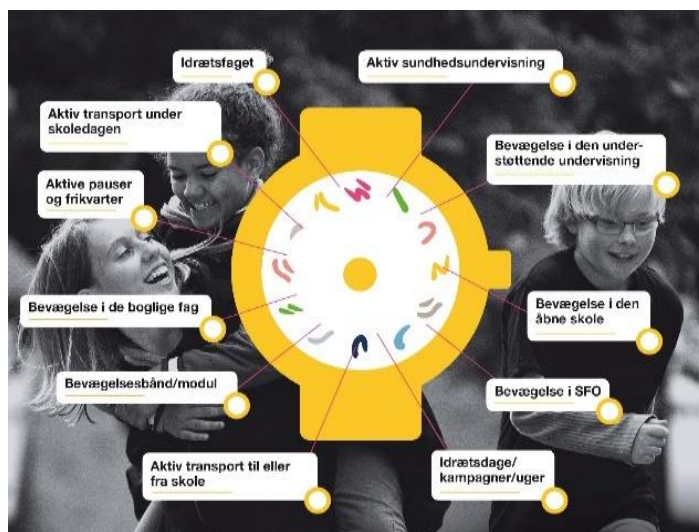 Idrætsfaget
Aktiv sundhedsundervisning
Aktiv transport under
skoledagen
Bevægelse i den under-
støttende undervisning
Aktive pauser
og frikvarter
Bevægelse i de boglige fag
Bevægelse i den
åbne skole
Bevægelsesbånd/modul
Bevægelse i SFO
Aktiv transport til eller
fra skole
Idrætsdage/
kampagner/uger